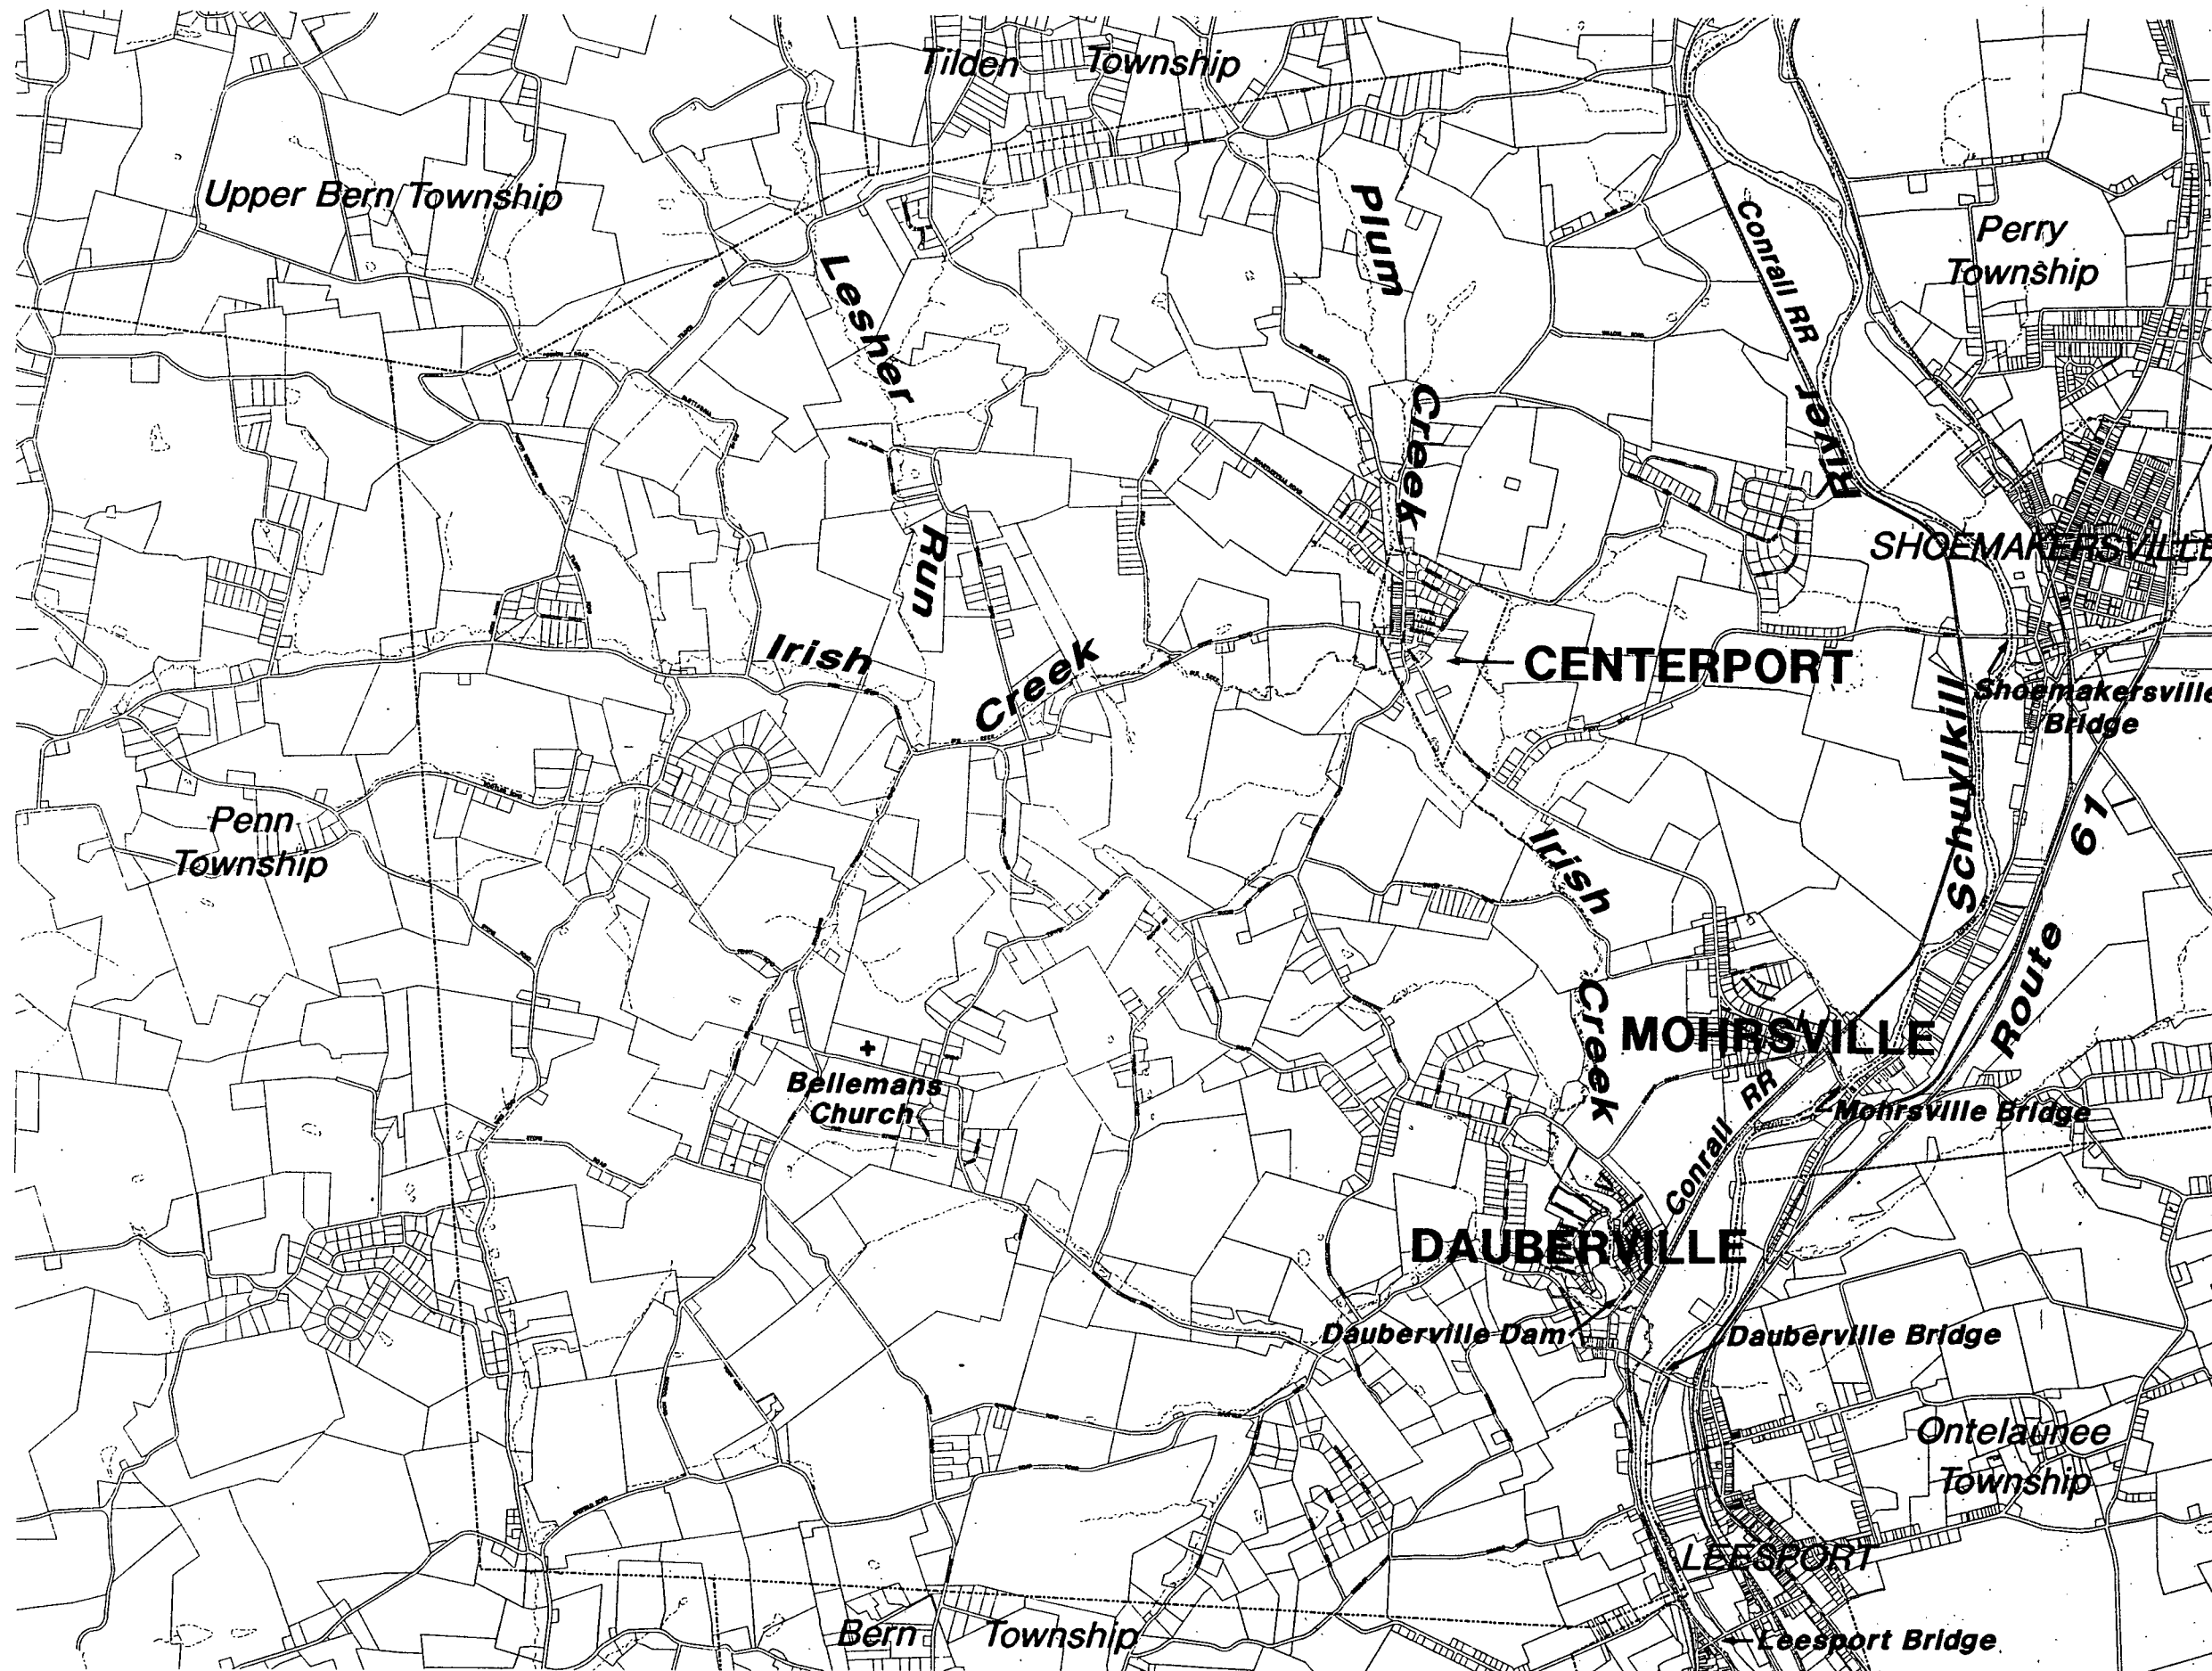 Tilden Township
Upper Bern Township
Plum
Creek
Conrail RR
Perry
Township
Lesher
Run
River
SHOEMAKERSVILLE
Irish
Creek
CENTERPORT
Shoemakersville
Bridge
Schuylkill
Route 61
Penn
Township
Irish
Creek
MOHRSVILLE
Bellemans
Church
Conrail RR
Mohrsville Bridge
DAUBERVILLE
Dauberville Dam
Dauberville Bridge
Ontelaunee
Township
LEESPORT
Bern Township
Leesport Bridge